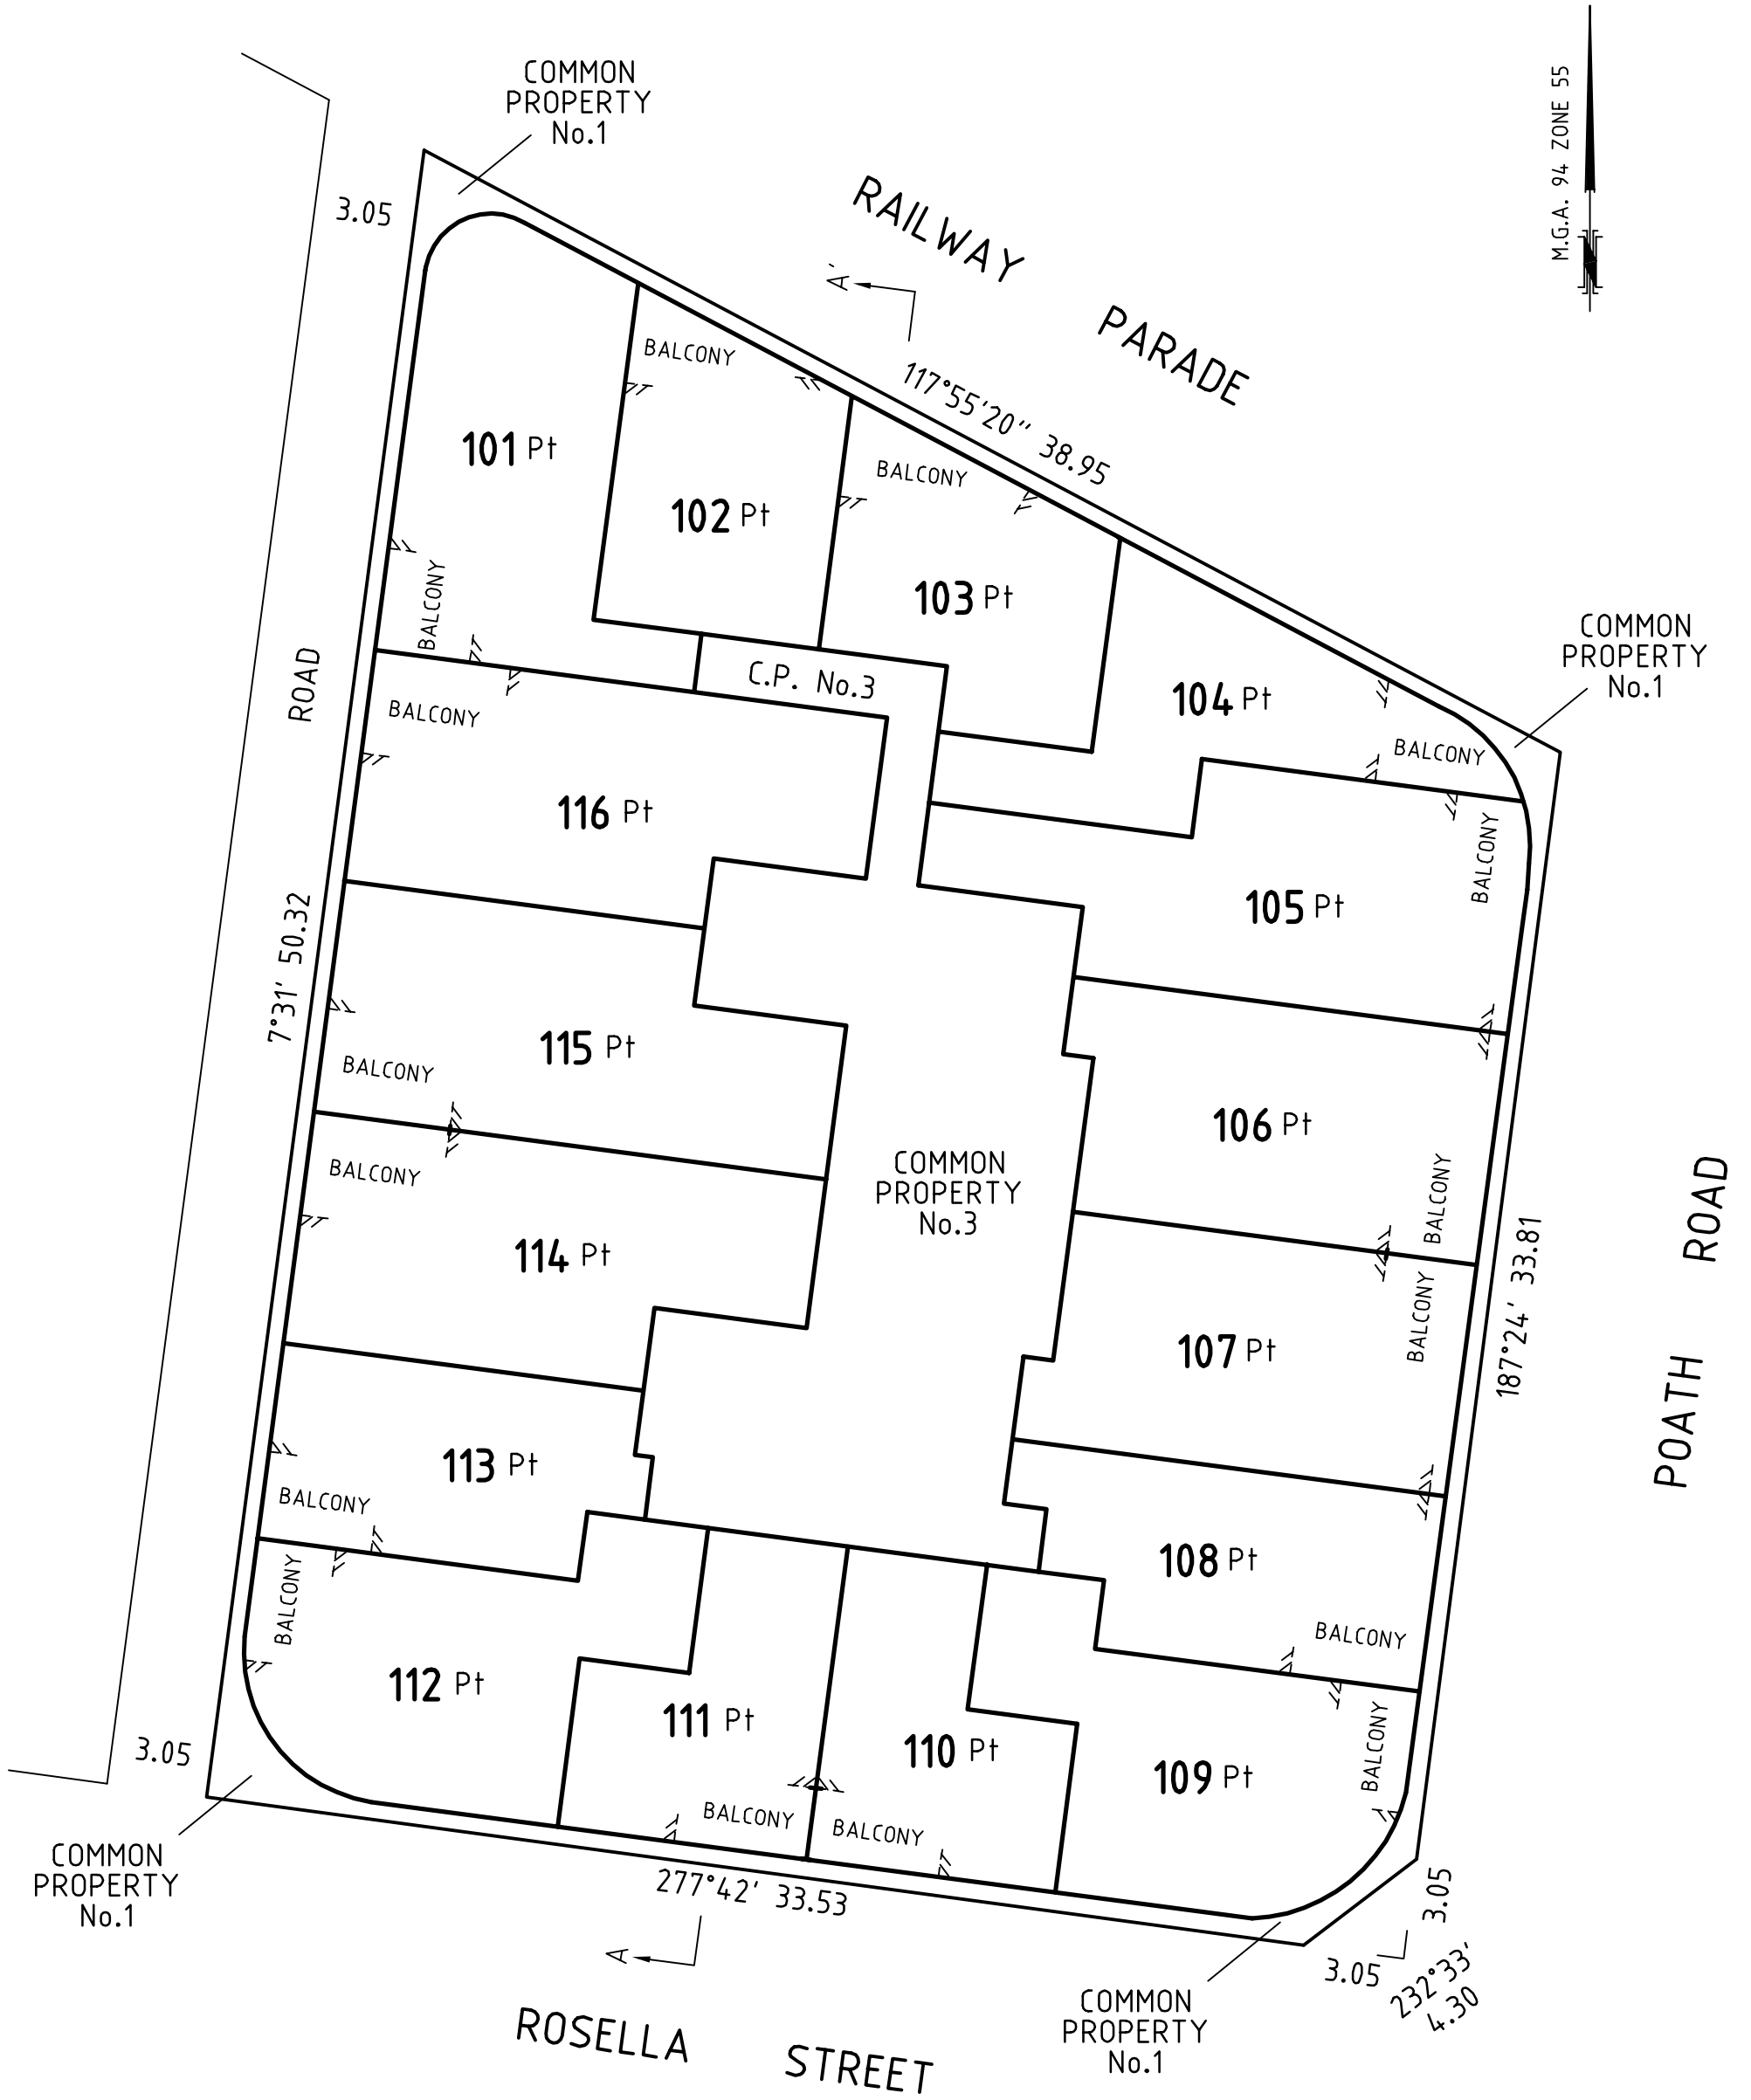 COMMON
PROPERTY
No.1
M.G.A. 94 ZONE 55
RAILWAY PARADE
3.05
A'
117°55'20" 38.95
BALCONY
BALCONY
101 Pt
102 Pt
103 Pt
BALCONY
COMMON
PROPERTY
No.1
ROAD
C.P. No.3
104 Pt
BALCONY
BALCONY
116 Pt
BALCONY
105 Pt
7°31' 50.32
115 Pt
BALCONY
106 Pt
BALCONY
COMMON
PROPERTY
No.3
BALCONY
114 Pt
187°24' 33.81
POATH ROAD
BALCONY
107 Pt
113 Pt
BALCONY
108 Pt
BALCONY
BALCONY
112 Pt
111 Pt
110 Pt
109 Pt
BALCONY
3.05
BALCONY
BALCONY
COMMON
PROPERTY
No.1
277°42' 33.53
3.05
A
3.05
232°33'
4.30
COMMON
PROPERTY
No.1
ROSELLA STREET